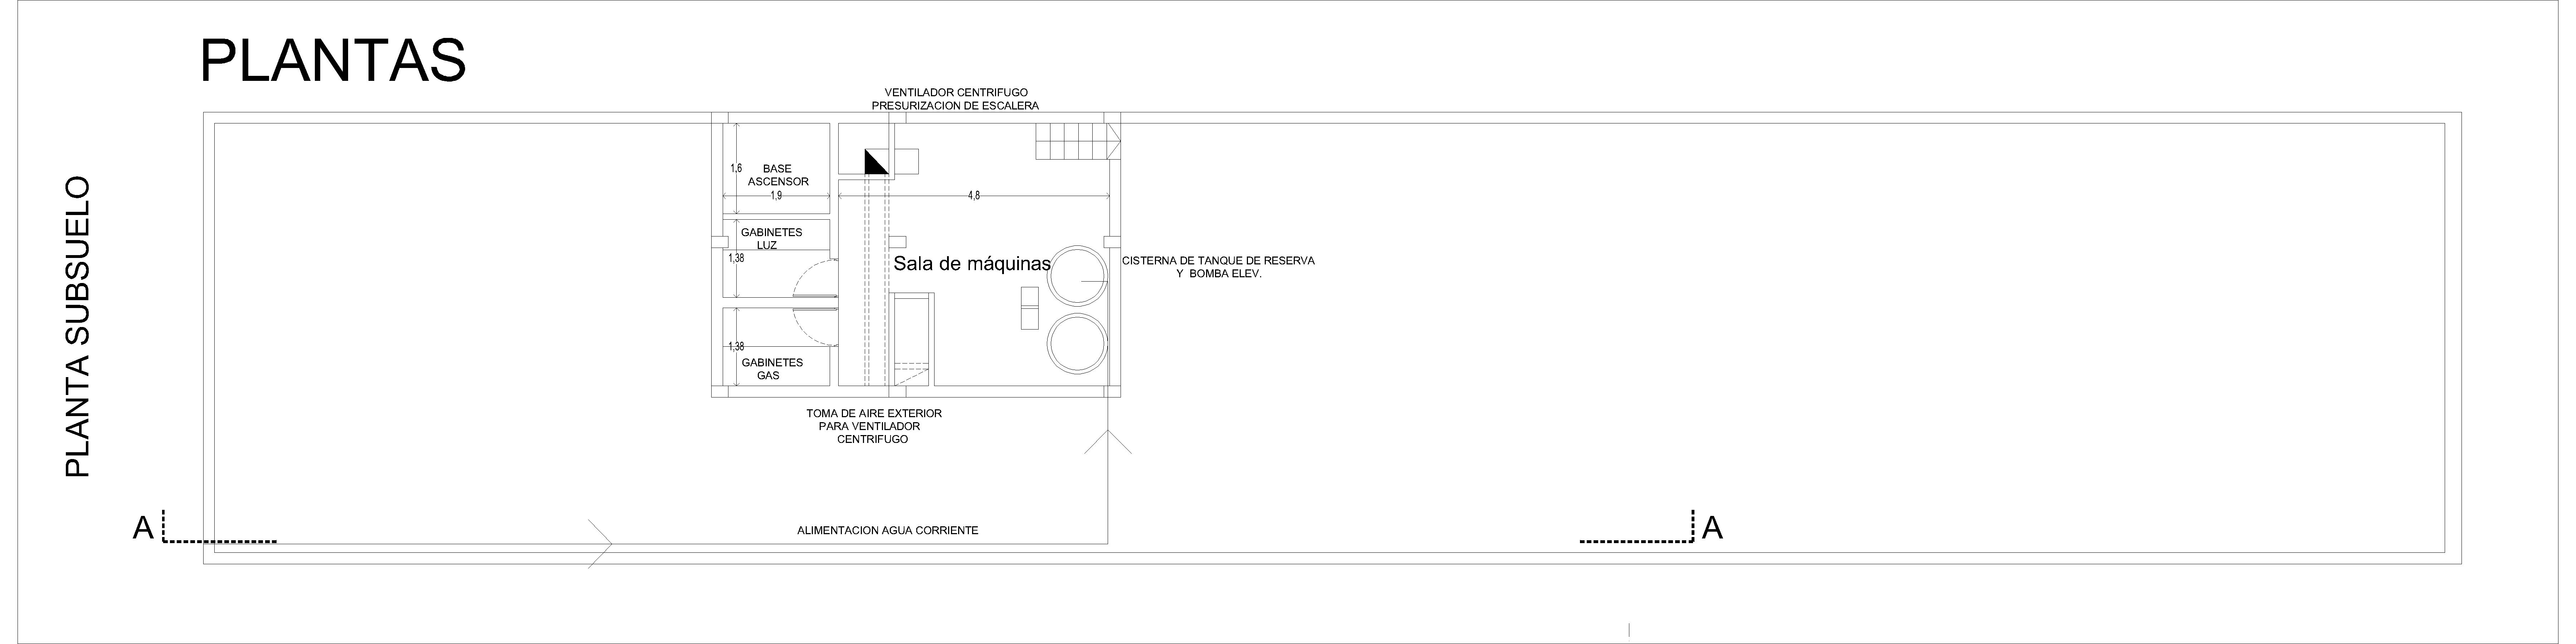 PLANTAS
VENTILADOR CENTRIFUGO
PRESURIZACION DE ESCALERA
PLANTA SUBSUELO
1,6
BASE
ASCENSOR
1,9
4,8
GABINETES
LUZ
1,38
Sala de máquinas
CISTERNA DE TANQUE DE RESERVA
Y BOMBA ELEV.
1,38
GABINETES
GAS
TOMA DE AIRE EXTERIOR
PARA VENTILADOR
CENTRIFUGO
A
ALIMENTACION AGUA CORRIENTE
A